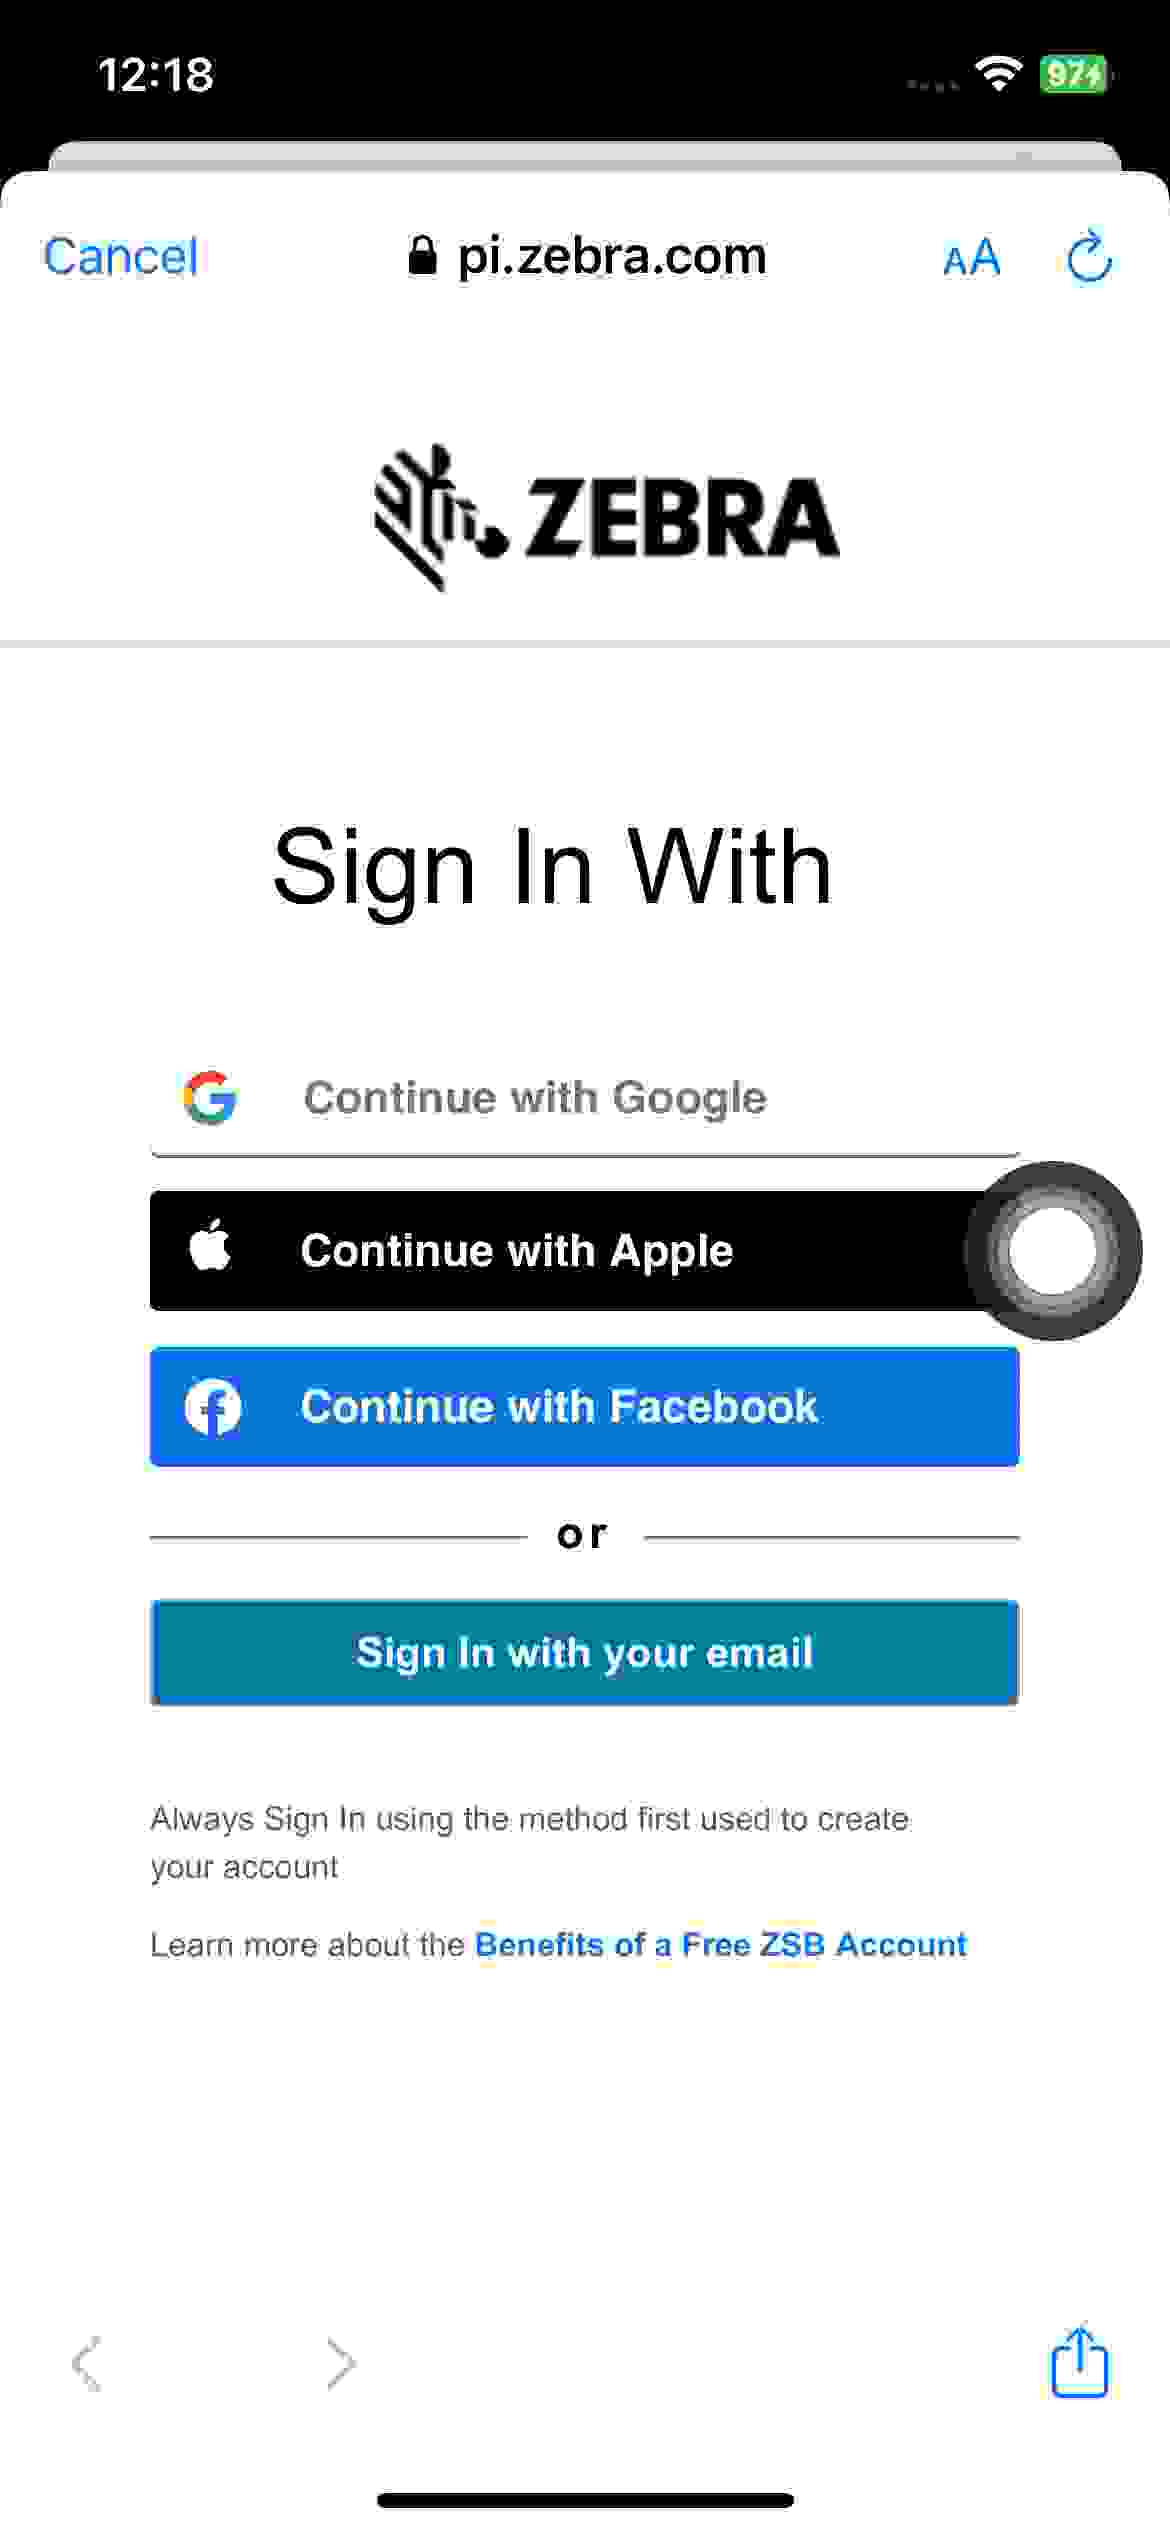 12:18
97
Cancel
pi.zebra.com
AA
ZEBRA
Sign In With
Continue with Google
Continue with Apple
Continue with Facebook
or
Sign In with your email
Always Sign In using the method first used to create
your account
Learn more about the Benefits of a Free ZSB Account